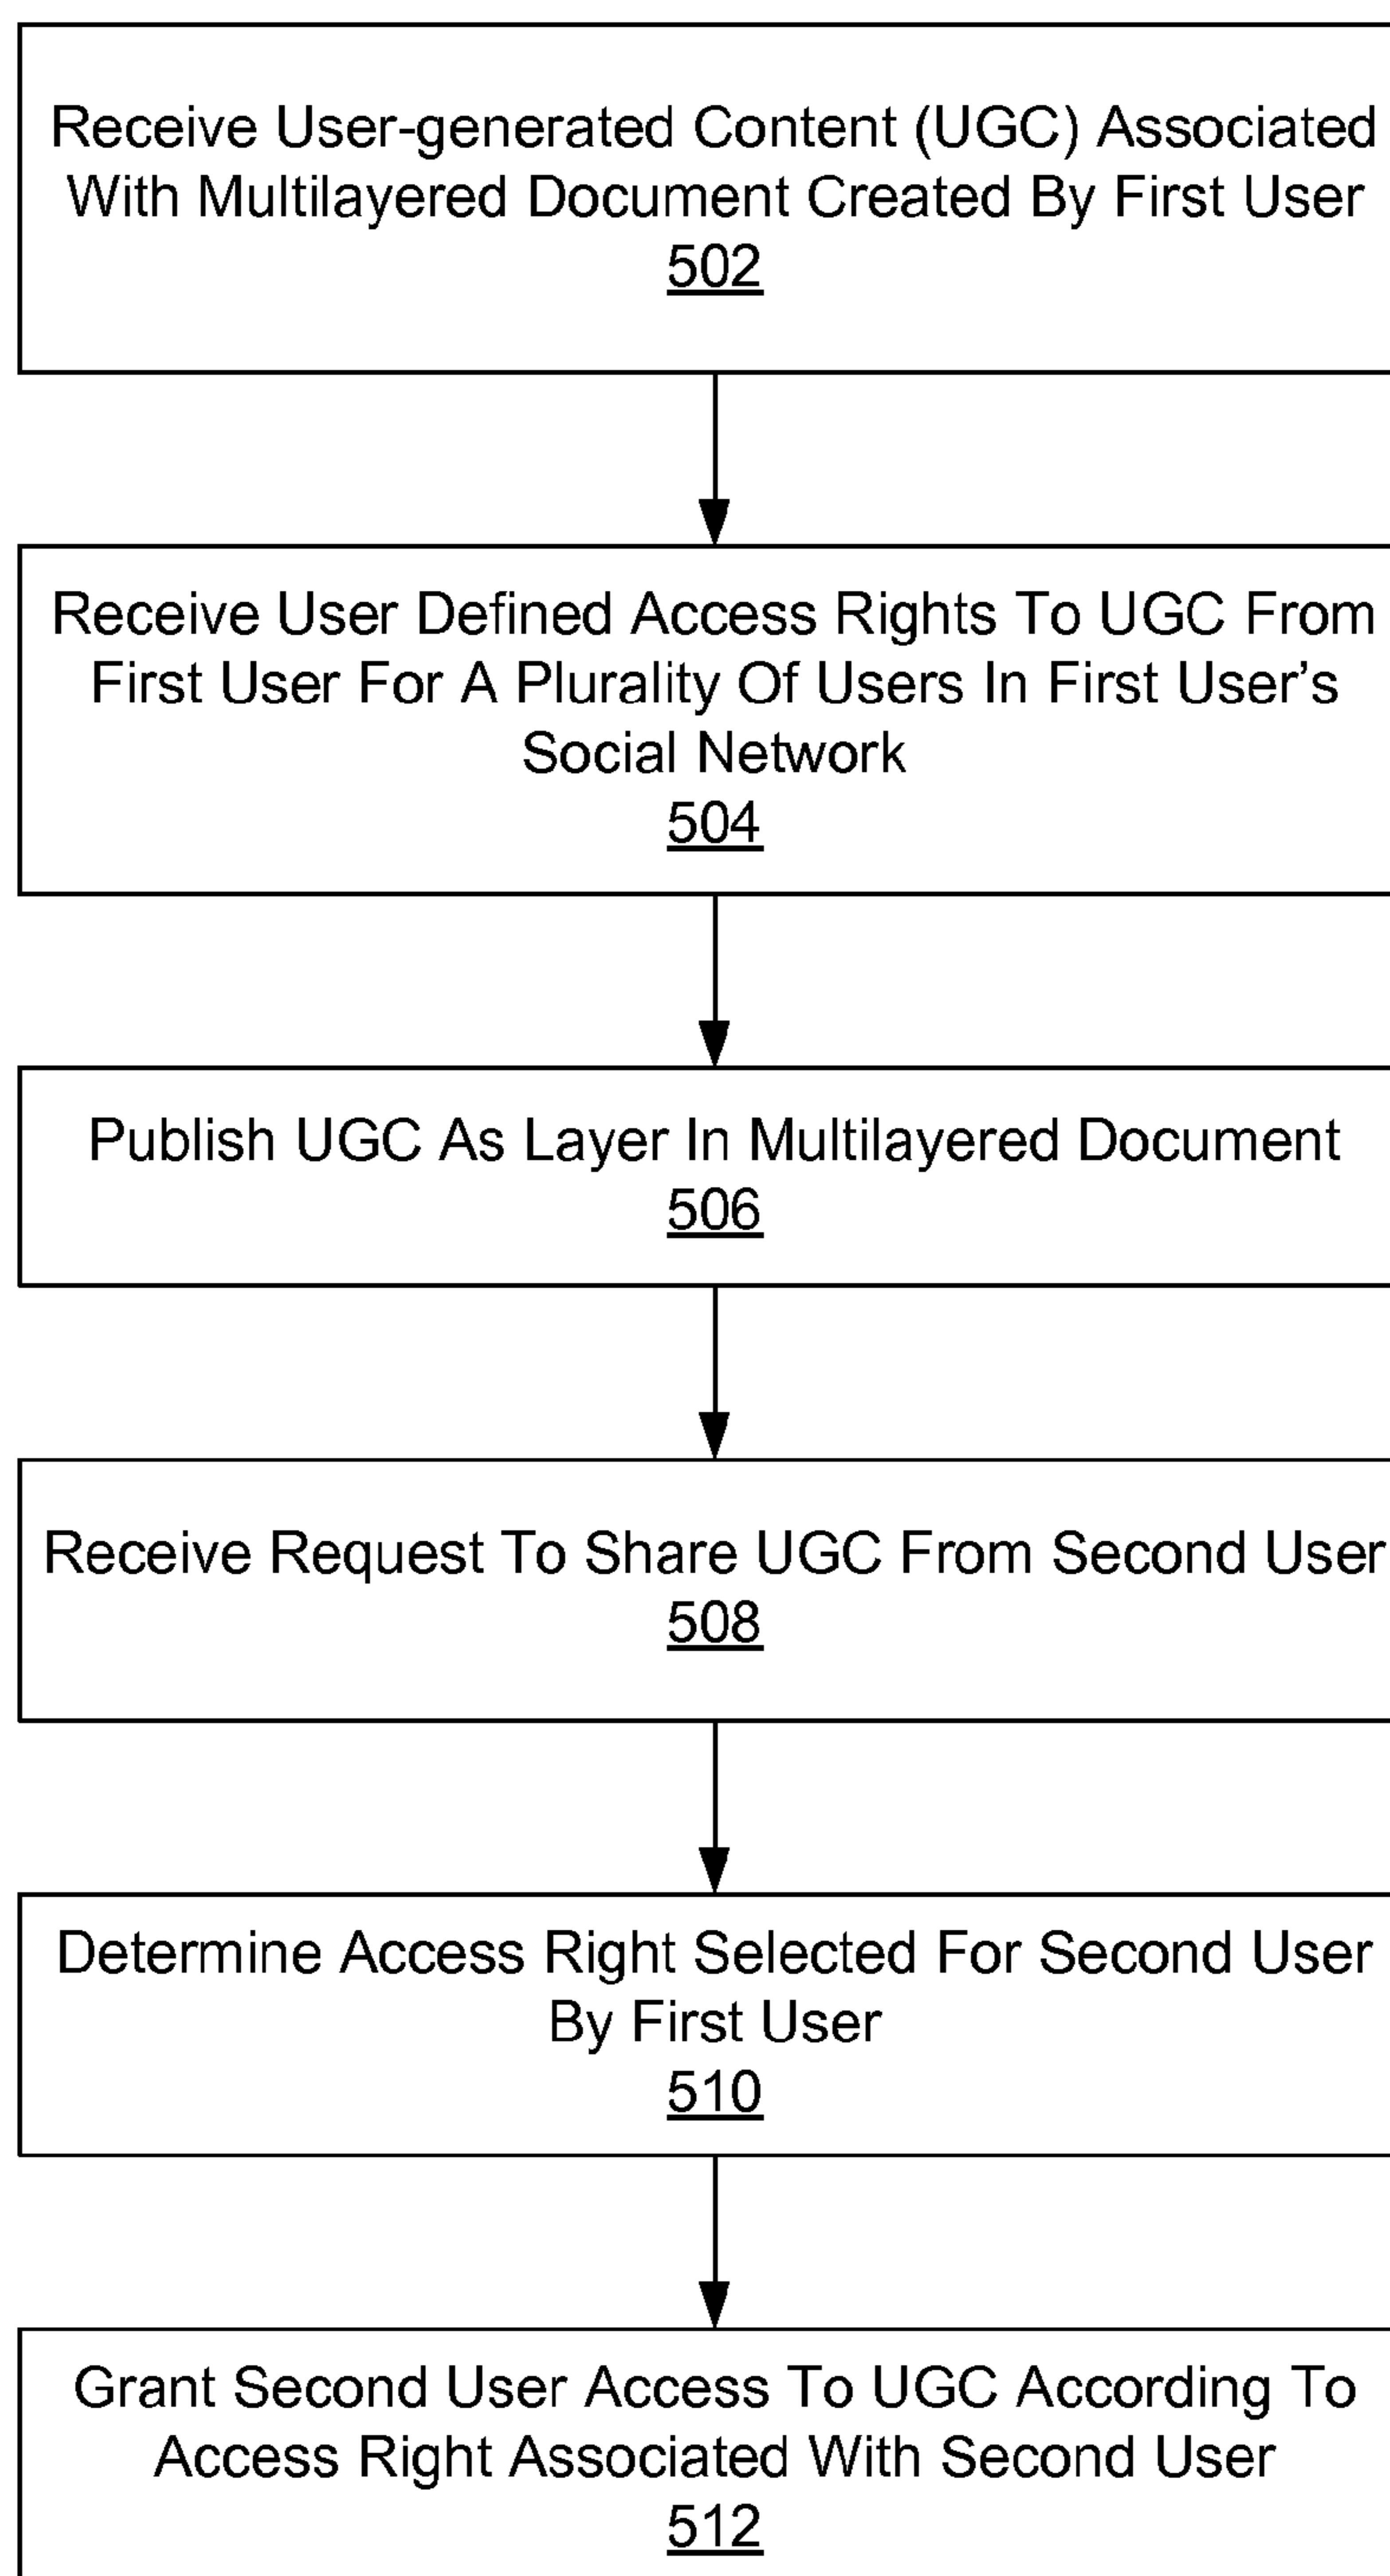 Receive User-generated Content (UGC) Associated
With Multilayered Document Created By First User
502
Receive User Defined Access Rights To UGC From
First User For A Plurality Of Users In First User’s
Social Network
504
Publish UGC As Layer In Multilayered Document
506
Receive Request To Share UGC From Second User
508
Determine Access Right Selected For Second User
By First User
510
Grant Second User Access To UGC According To
Access Right Associated With Second User
512